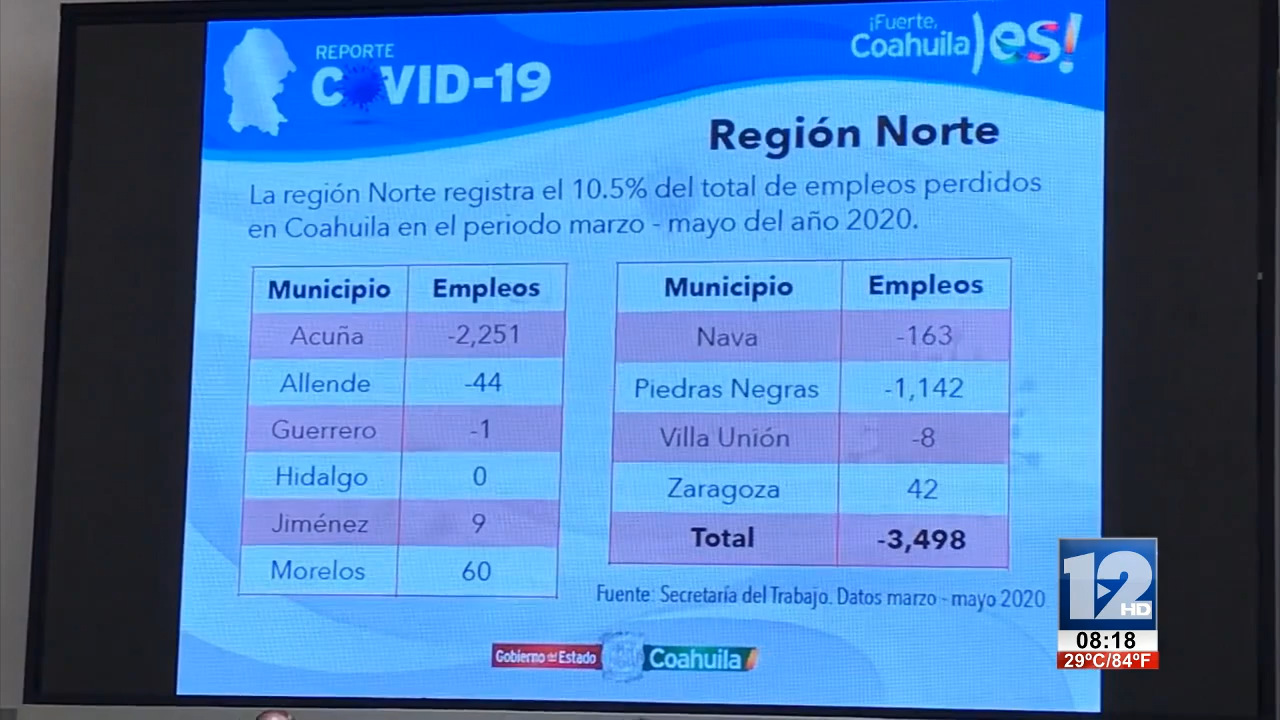 REPORTE
COVID-19
¡Fuerte,
Coahuila es!
Región Norte
La región Norte registra el 10.5% del total de empleos perdidos
en Coahuila en el periodo marzo - mayo del año 2020.
Municipio Empleos
Acuña -2,251
Allende -44
Guerrero -1
Hidalgo 0
Jiménez 9
Morelos 60
Municipio Empleos
Nava -163
Piedras Negras -1,142
Villa Unión -8
Zaragoza 42
Total -3,498
Fuente: Secretaría del Trabajo. Datos marzo - mayo 2020
Gobierno del Estado Coahuila
12
HD
08:18
29ºC/84ºF